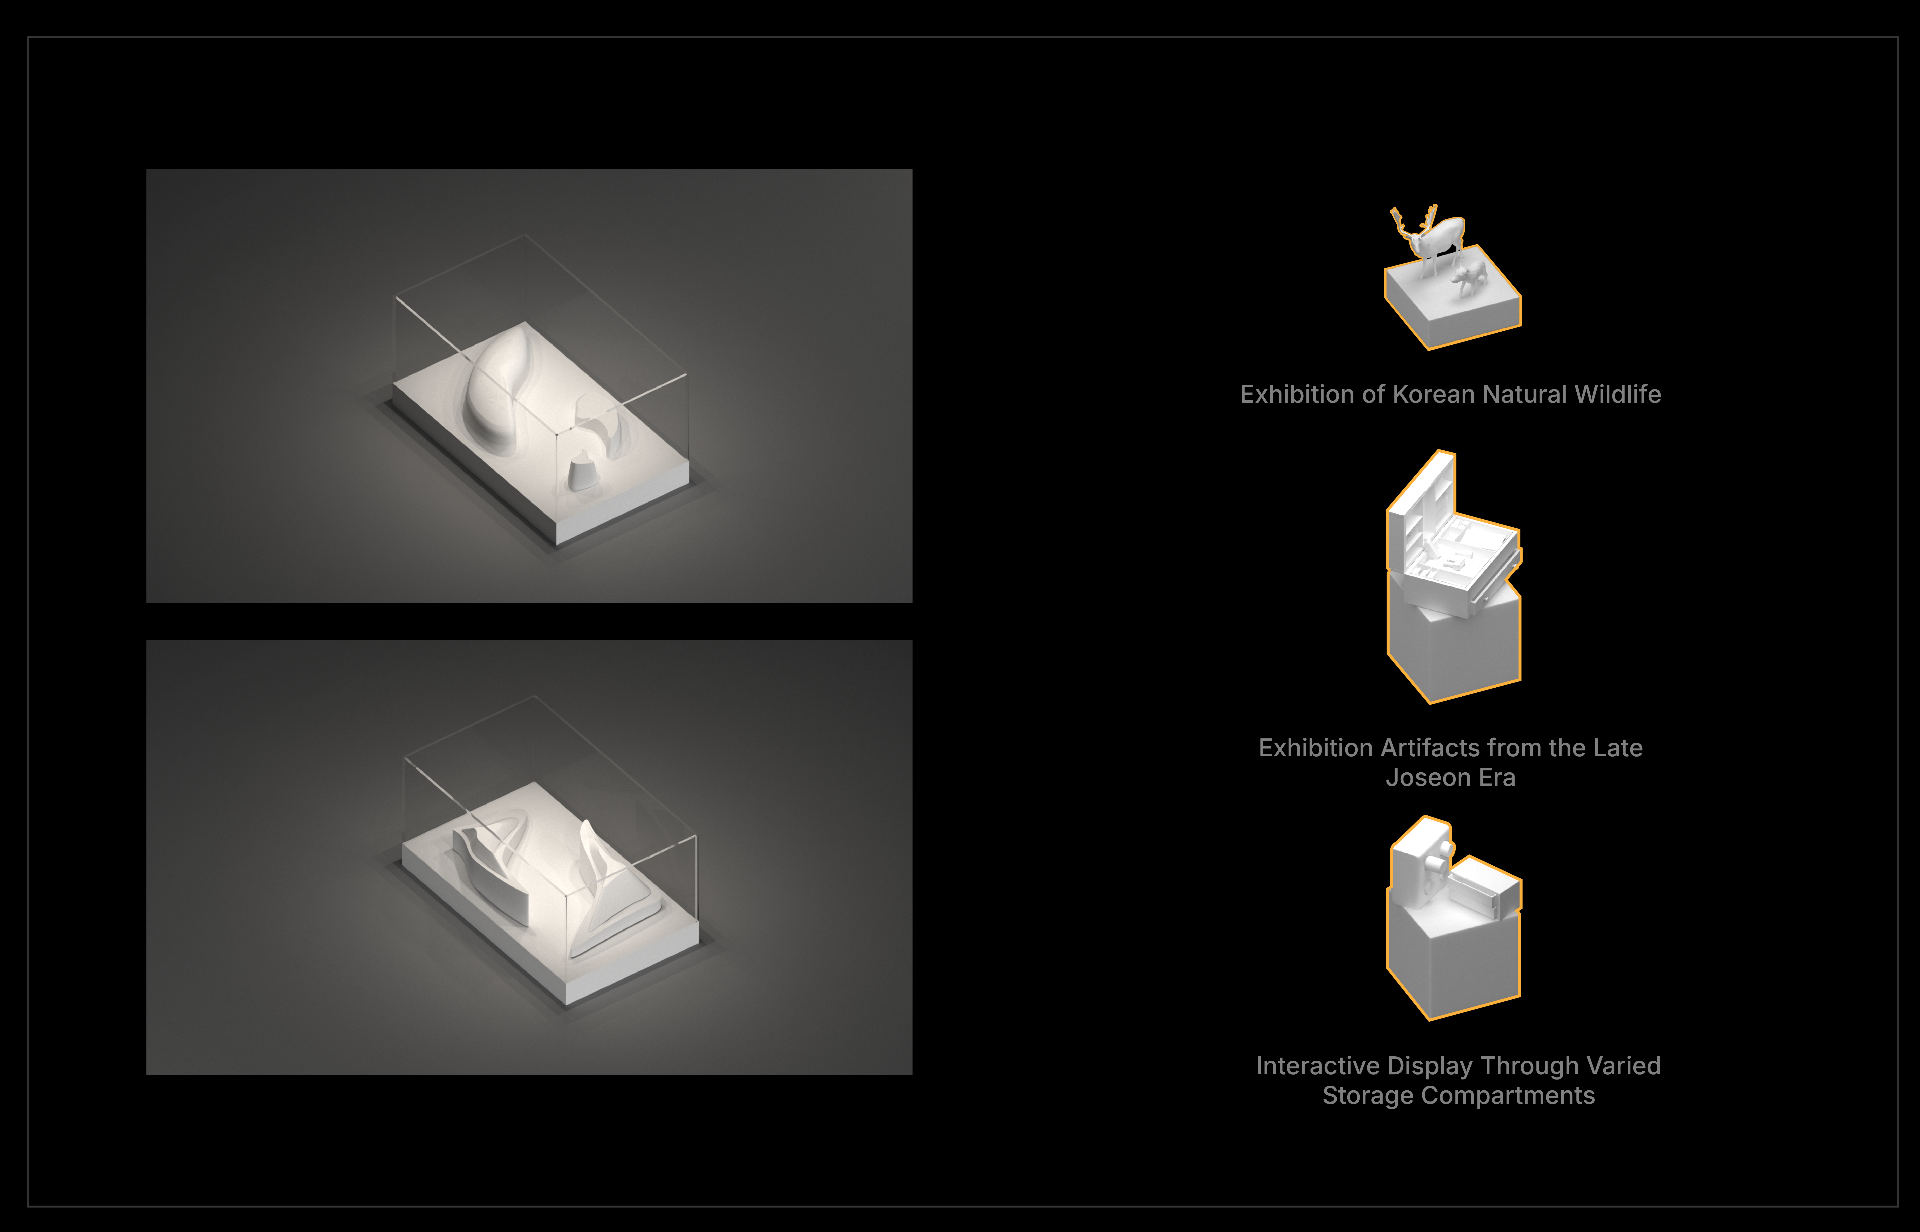 Exhibition of Korean Natural Wildlife
Exhibition Artifacts from the Late
Joseon Era
Interactive Display Through Varied
Storage Compartments